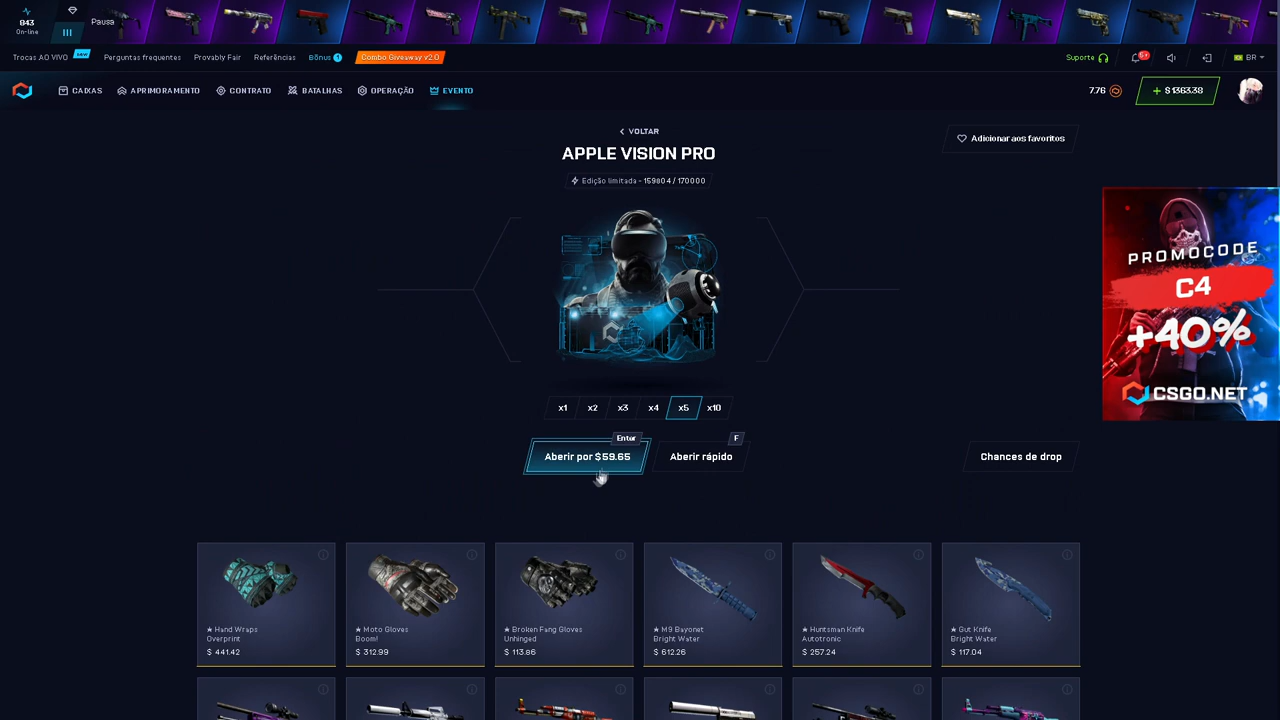 843
On-line
Pausa
Trocas AO VIVO NEW
Perguntas frequentes
Provably Fair
Referências
Bônus 1
Combo Giveaway v2.0
Suporte
5+
BR
CAIXAS
APRIMORAMENTO
CONTRATO
BATALHAS
OPERAÇÃO
EVENTO
7.76
+ $ 1363.38
VOLTAR
APPLE VISION PRO
Edição limitada - 159804 / 170000
Adicionar aos favoritos
PROMOCODE
C4
+40%
CSGO.NET
x1 x2 x3 x4 x5 x10
Enter
F
Aberir por $59.65
Aberir rápido
Chances de drop
★ Hand Wraps
Overprint
$ 441.42
★ Moto Gloves
Boom!
$ 312.99
★ Broken Fang Gloves
Unhinged
$ 113.86
★ M9 Bayonet
Bright Water
$ 612.26
★ Huntsman Knife
Autotronic
$ 257.24
★ Gut Knife
Bright Water
$ 117.04